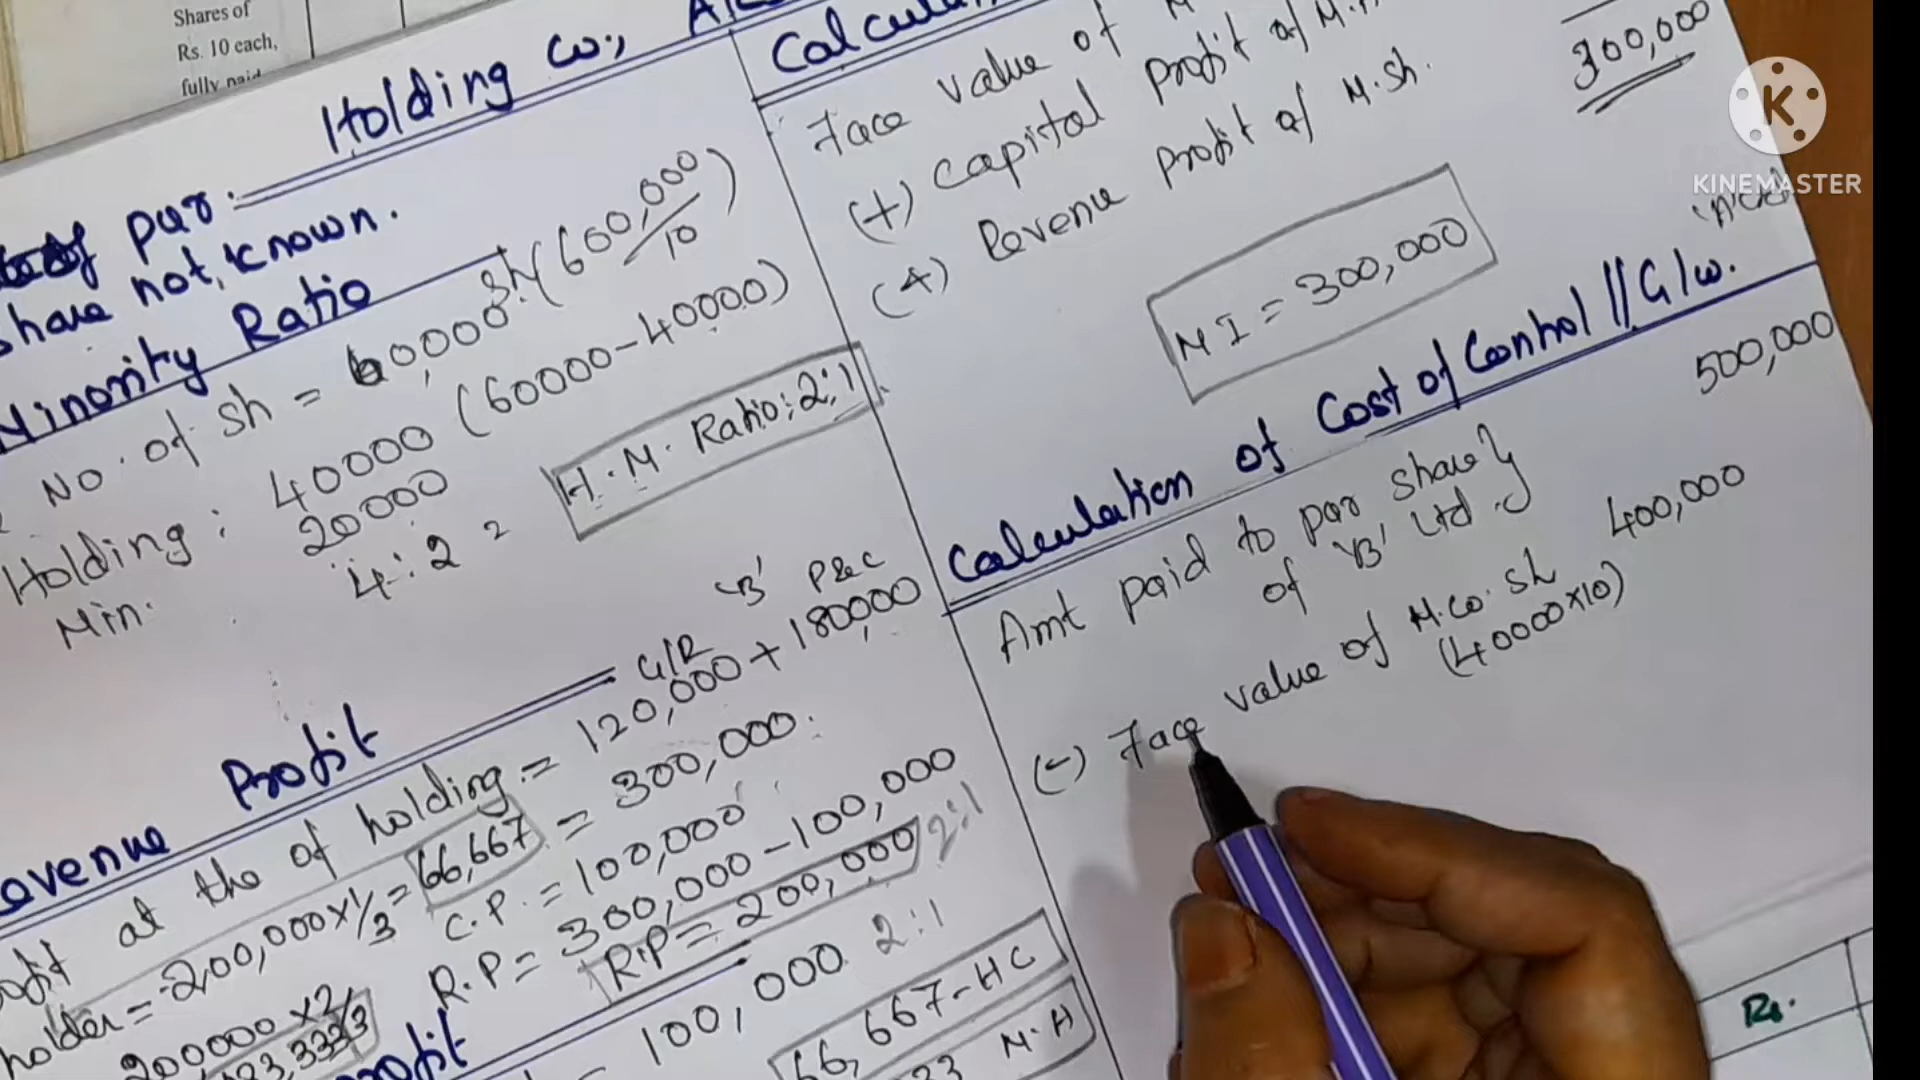 Shares of
Rs. 10 each,
fully paid
Holding Co.,
par.
share not known.
Minority Ratio
No. of Sh = 60,000 Sh (600,000/10)
Holding: 40000 (60000-40000)
Min. 20000
4:2 =
H.M. Ratio: 2:1
'B' P&L
G/R
Revenue Profit
Profit at the of holding = 120,000 + 180000
= 300,000.
C.P. = 100,000
R.P = 300,000 - 100,000
R.P = 200,000 2:1
holder = 200,000 x 1/3 = 66,667
200000 x 2/3
100,000 2:1
66,667 - HC
M.H
Face value of
(+) Capital Profit of
(+) Revenue Profit of M.Sh.
300,000
MI = 300,000
Calculation of Cost of Control // G/w.
Amt paid to par share } 500,000
of 'B' Ltd.
(-) Face value of H.Co. Sh 400,000
(40000x10)
Rs.
K
KINEMASTER